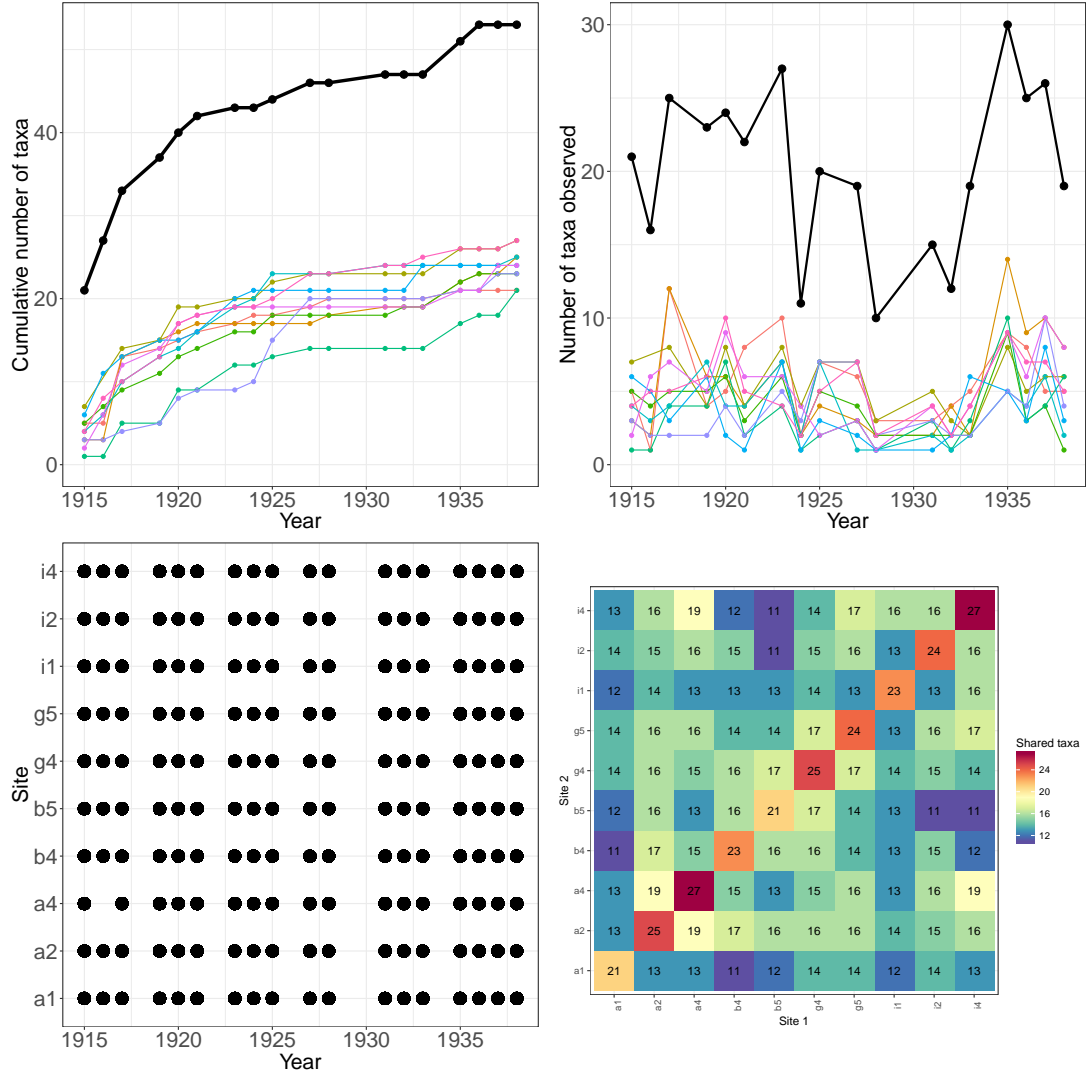 Cumulative number of taxa
40
20
0
1915 1920 1925 1930 1935
Year
Number of taxa observed
30
20
10
0
1915 1920 1925 1930 1935
Year
Site
i4
i2
i1
g5
g4
b5
b4
a4
a2
a1
1915 1920 1925 1930 1935
Year
Site 2
i4 13 16 19 12 11 14 17 16 16 27
i2 14 15 16 15 11 15 16 13 24 16
i1 12 14 13 13 13 14 13 23 13 16
g5 14 16 16 14 14 17 24 13 16 17
g4 14 16 15 16 17 25 17 14 15 14
b5 12 16 13 16 21 17 14 13 11 11
b4 11 17 15 23 16 16 14 13 15 12
a4 13 19 27 15 13 15 16 13 16 19
a2 13 25 19 17 16 16 16 14 15 16
a1 21 13 13 11 12 14 14 12 14 13
a1 a2 a4 b4 b5 g4 g5 i1 i2 i4
Site 1
Shared taxa
24
20
16
12